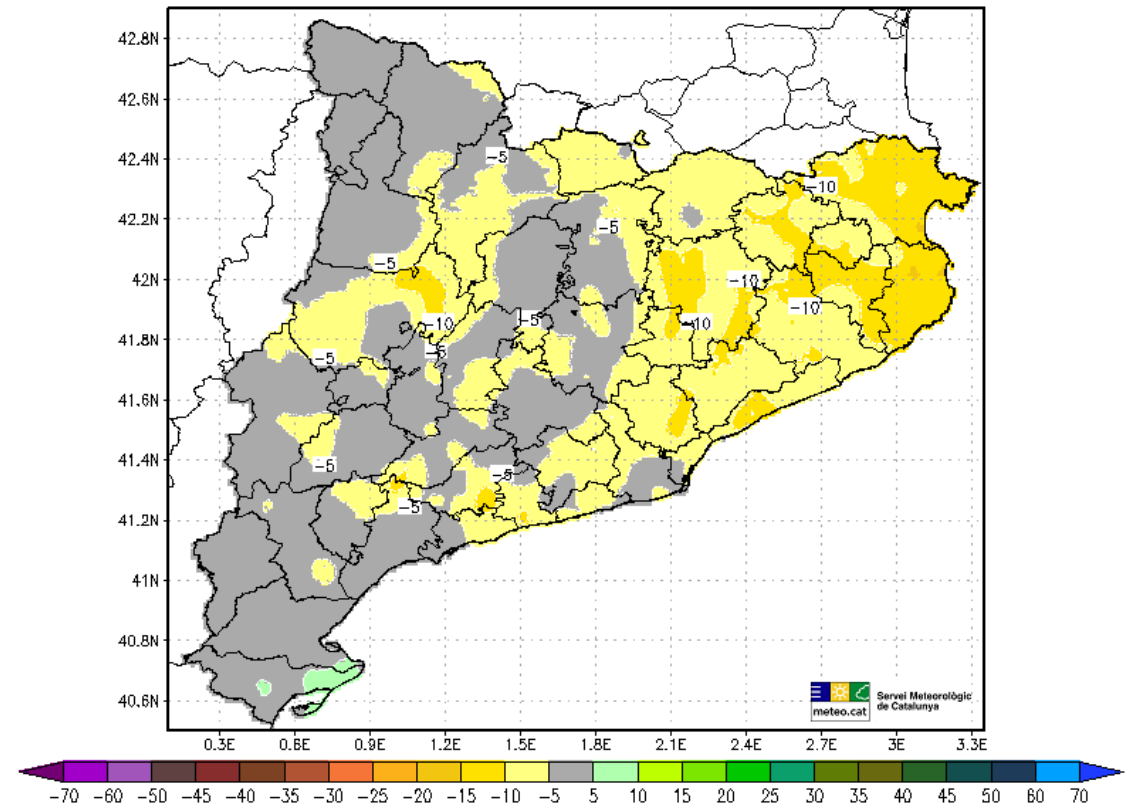 42.8N
42.6N
42.4N
-5
-10
42.2N
-5
-5
42N
-10
-10
-10
-5
-10
41.8N
-5
-5
41.6N
41.4N
-5
-5
-5
41.2N
41N
40.8N
40.6N
Servei Meteorològic
de Catalunya
meteo.cat
0.3E 0.6E 0.9E 1.2E 1.5E 1.8E 2.1E 2.4E 2.7E 3E 3.3E
-70 -60 -50 -45 -40 -35 -30 -25 -20 -15 -10 -5 5 10 15 20 25 30 35 40 45 50 60 70